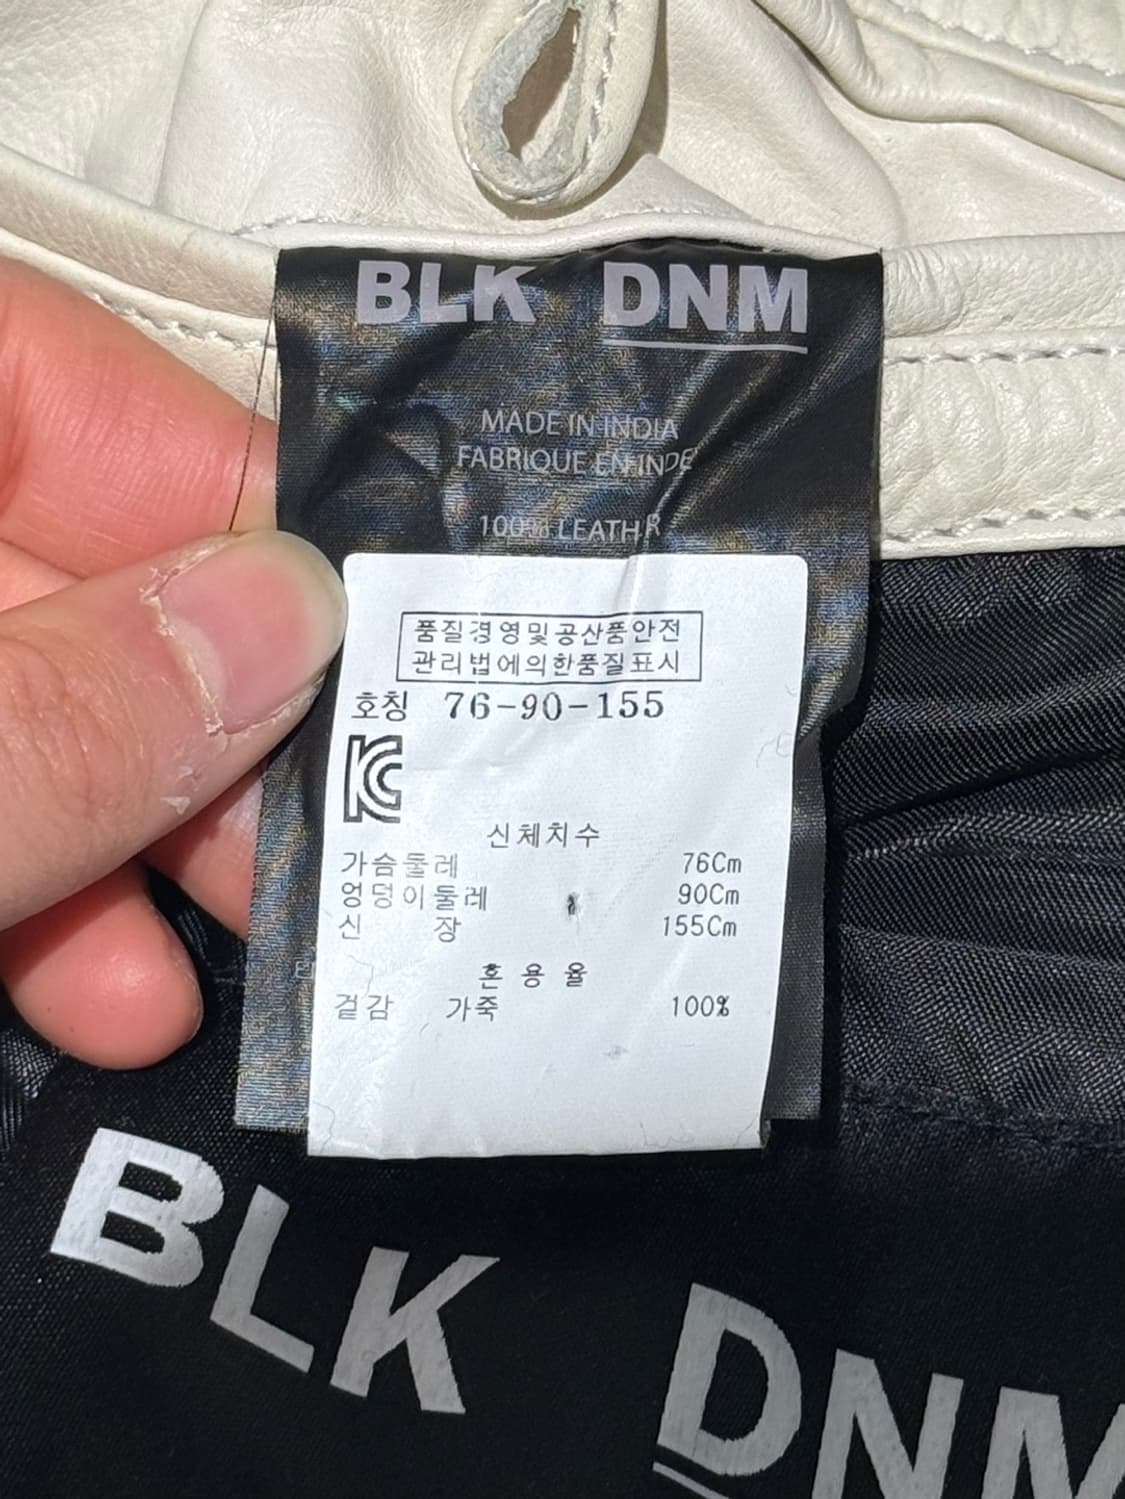 BLK DNM
MADE IN INDIA
FABRIQUE EN INDE
100% LEATHR
품질경영및공산품안전
관리법에의한품질표시
호칭 76-90-155
신체치수
가슴둘레 76Cm
엉덩이둘레 90Cm
신 장 155Cm
혼 용 율
겉감 가죽 100%
BLK DNM